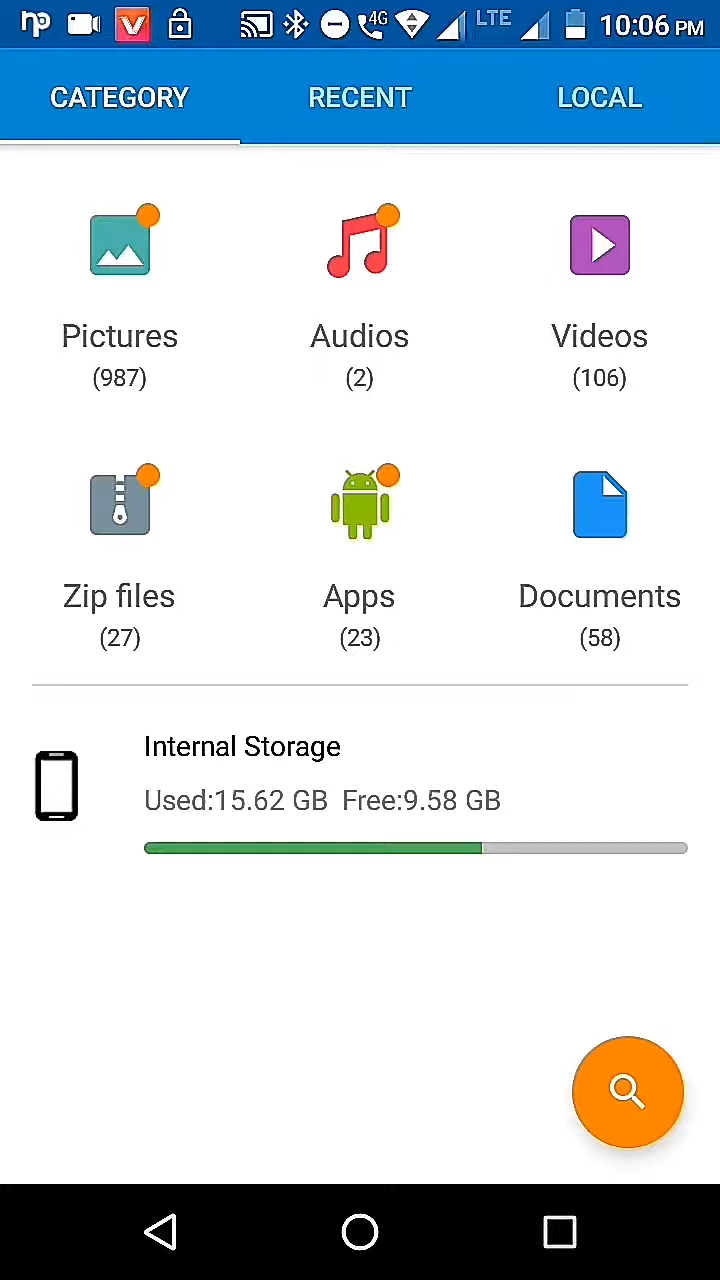 np 4G LTE 10:06 PM
CATEGORY RECENT LOCAL
Pictures Audios Videos
(987) (2) (106)
Zip files Apps Documents
(27) (23) (58)
Internal Storage
Used:15.62 GB Free:9.58 GB